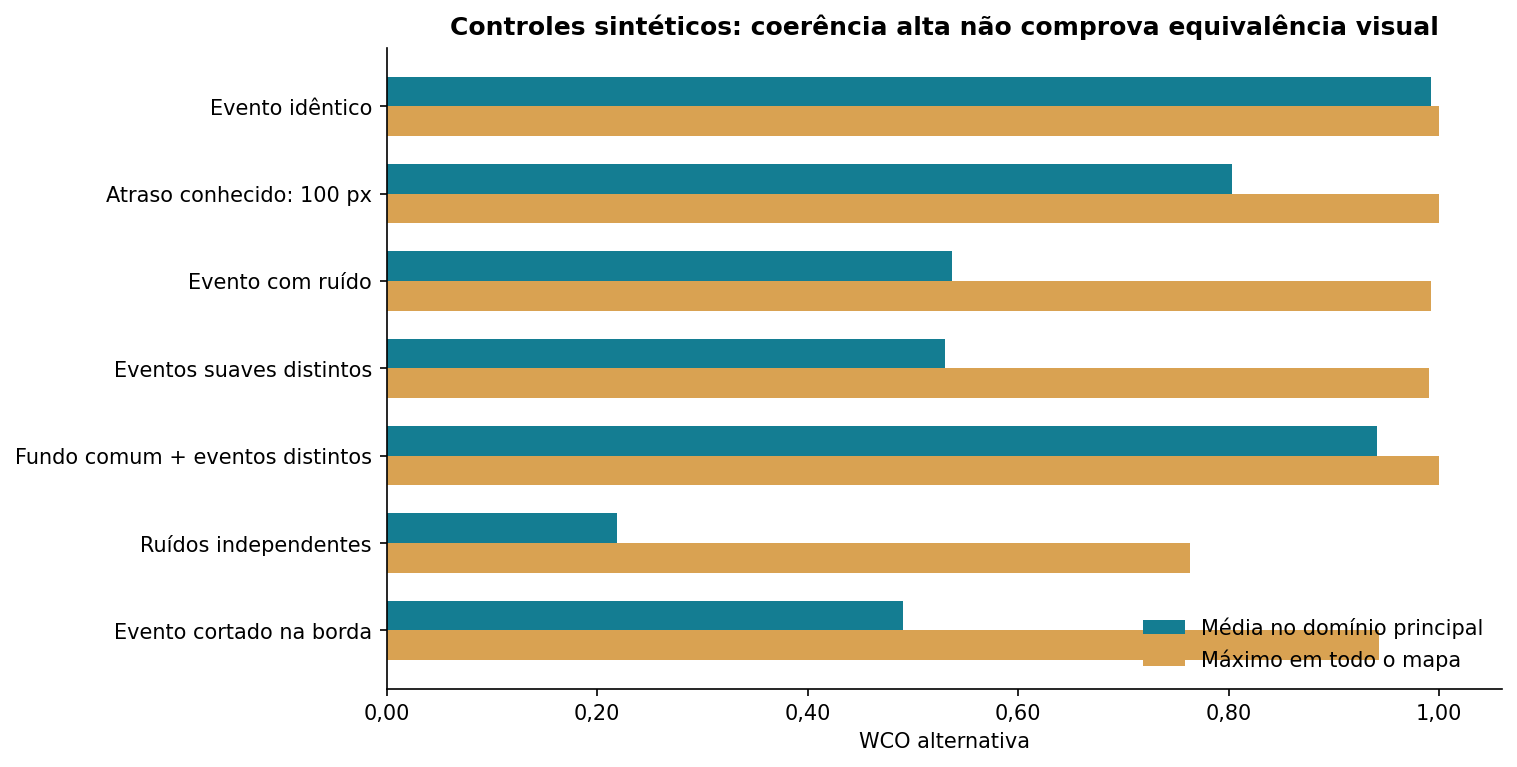 Controles sintéticos: coerência alta não comprova equivalência visual
Evento idêntico
Atraso conhecido: 100 px
Evento com ruído
Eventos suaves distintos
Fundo comum + eventos distintos
Ruídos independentes
Evento cortado na borda
Média no domínio principal
Máximo em todo o mapa
0,00 0,20 0,40 0,60 0,80 1,00
WCO alternativa